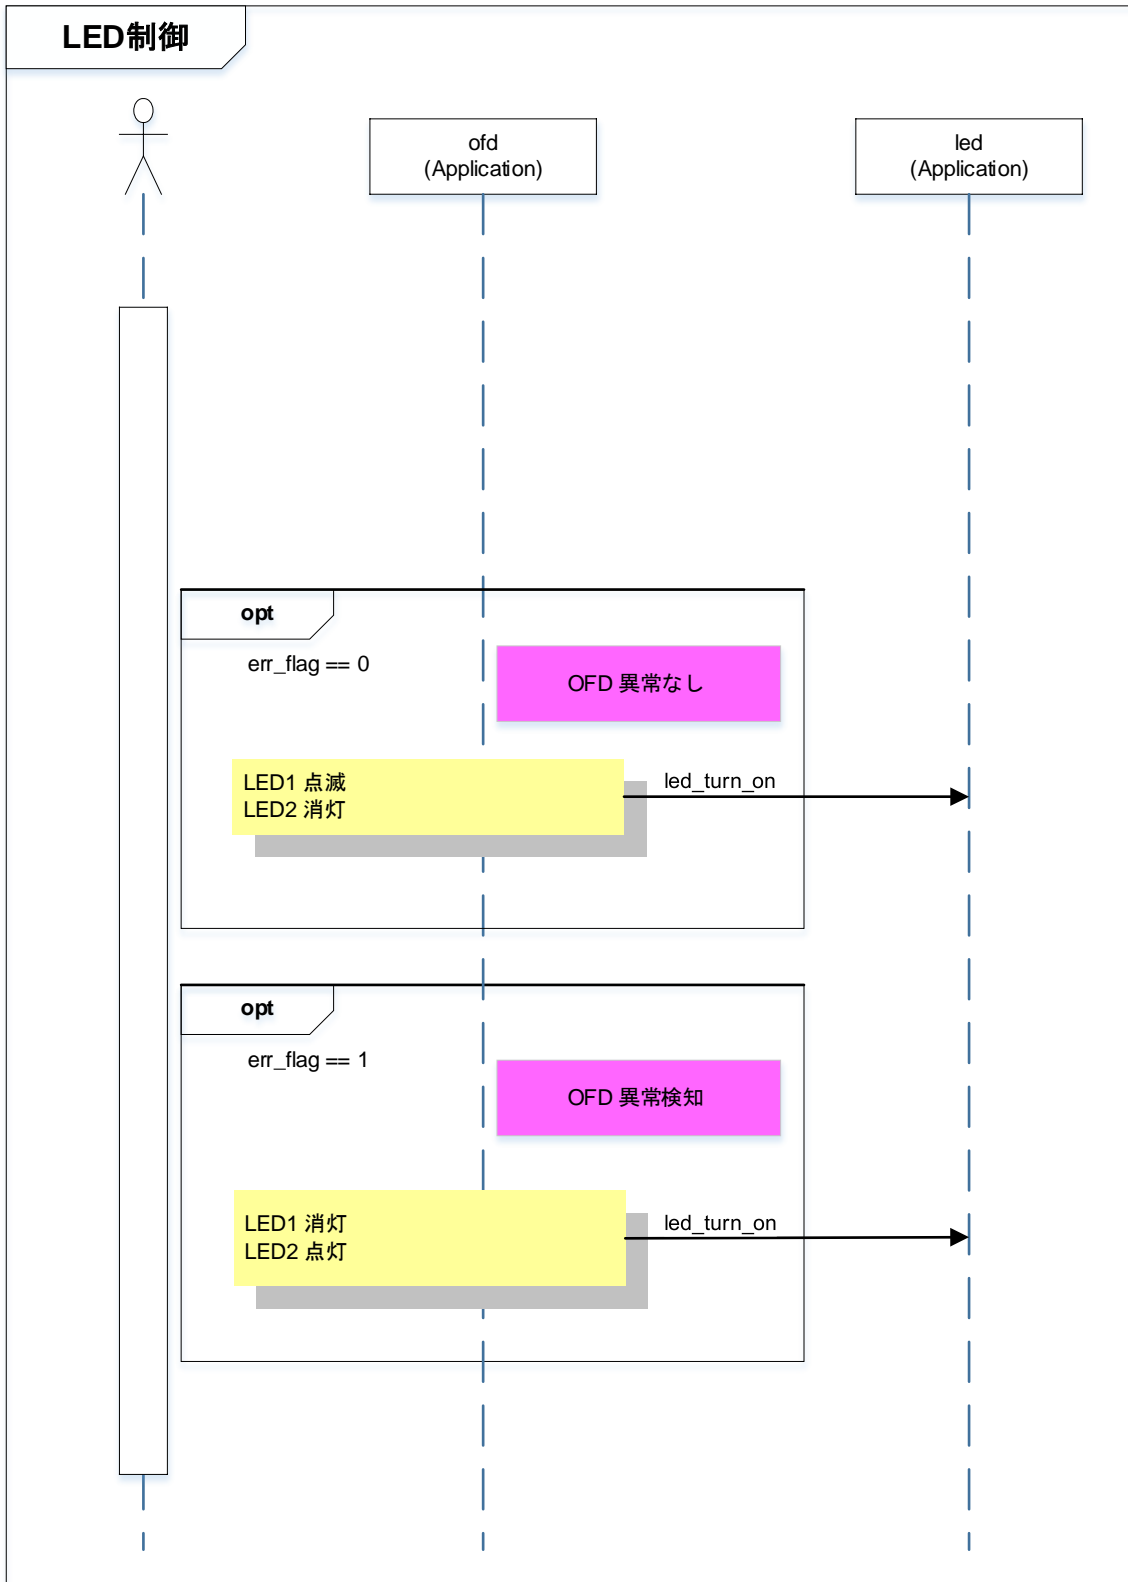 LED制御
ofd
(Application)
led
(Application)
opt
err_flag == 0
OFD 異常なし
LED1 点滅
LED2 消灯
led_turn_on
opt
err_flag == 1
OFD 異常検知
LED1 消灯
LED2 点灯
led_turn_on